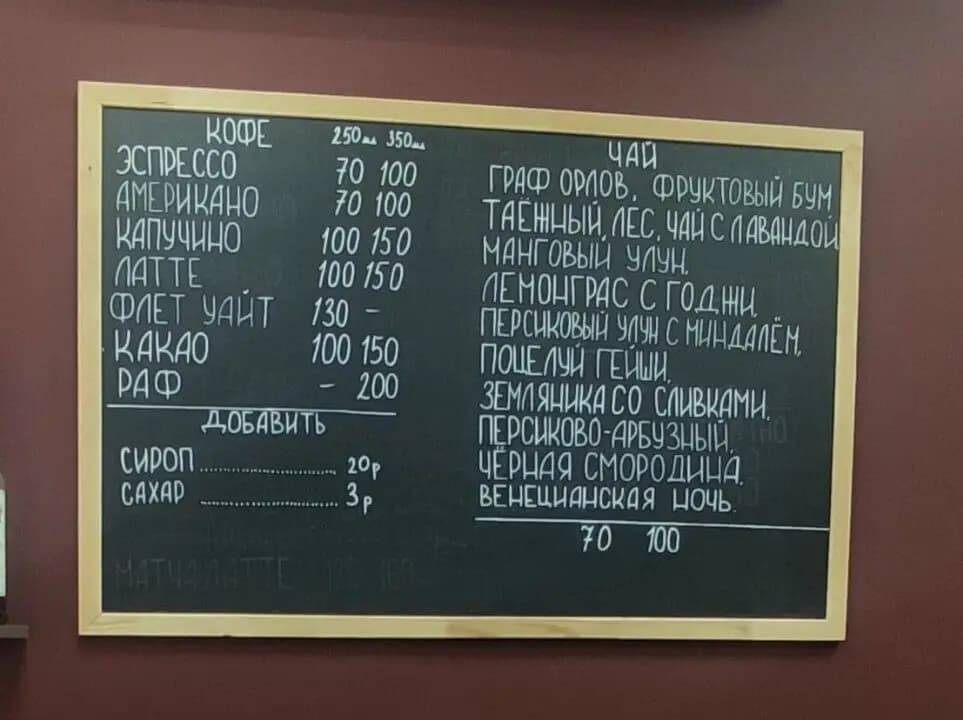 КОФЕ 250мл 350мл
ЭСПРЕССО 70 100
АМЕРИКАНО 70 100
КАПУЧИНО 100 150
ЛАТТЕ 100 150
ФЛЕТ УАЙТ 130 -
КАКАО 100 150
РАФ - 200
ДОБАВИТЬ
СИРОП ........................ 20р
САХАР ........................ 3р
МАТЧА ЛАТТЕ
ЧАЙ
ГРАФ ОРЛОВ, ФРУКТОВЫЙ БУМ
ТАЁЖНЫЙ ЛЕС, ЧАЙ С ЛАВАНДОЙ
МАНГОВЫЙ УЛУН,
ЛЕМОНГРАС С ГОДЖИ,
ПЕРСИКОВЫЙ УЛУН С МИНДАЛЁМ,
ПОЦЕЛУЙ ГЕЙШИ,
ЗЕМЛЯНИКА СО СЛИВКАМИ,
ПЕРСИКОВО-АРБУЗНЫЙ,
ЧЁРНАЯ СМОРОДИНА,
ВЕНЕЦИАНСКАЯ НОЧЬ.
70 100